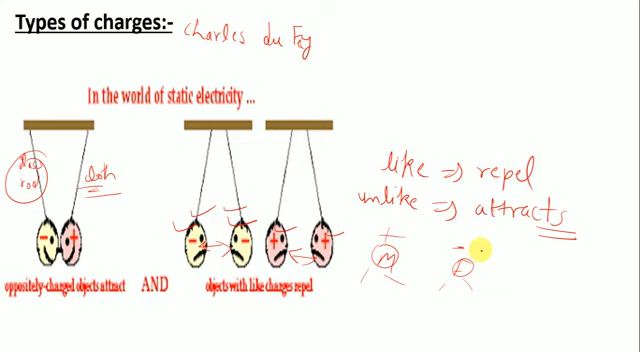 Types of charges:- Charles du Fay
In the world of static electricity ...
like ⇒ repel
unlike ⇒ attracts
rod
cloth
- + - - + +
+ -
M
oppositely-charged objects attract AND objects with like charges repel